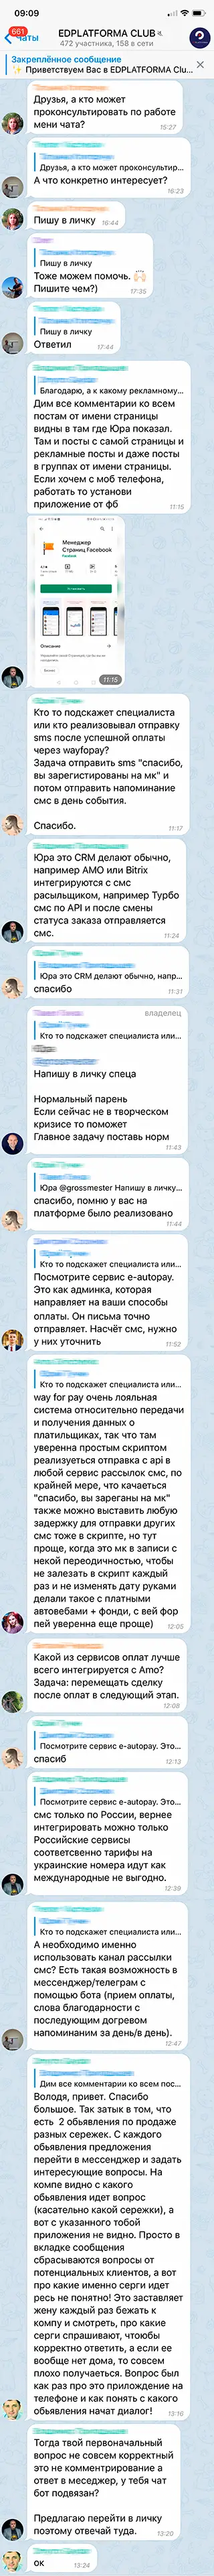 09:09
661
Чаты
EDPLATFORMA CLUB
472 участника, 158 в сети
Закреплённое сообщение
✨ Приветствуем Вас в EDPLATFORMA Clu...
Друзья, а кто может
проконсультировать по работе
мени чата?
15:27
Друзья, а кто может проконсультир...
А что конкретно интересует?
16:23
Пишу в личку
16:44
Пишу в личку
Тоже можем помочь. 🙌🏻
Пишите чем?)
17:35
Пишу в личку
Ответил
17:44
Благодарю, а к какому рекламному...
Дим все комментарии ко всем
постам от имени страницы
видны в там где Юра показал.
Там и посты с самой страницы и
рекламные посты и даже посты
в группах от имени страницы.
Если хочем с моб телефона,
работать то установи
приложение от фб
11:15
Менеджер
Страниц Facebook
Описание
11:15
Кто то подскажет специалиста
или кто реализовывал отправку
sms после успешной оплаты
через wayfopay?
Задача отправить sms "спасибо,
вы зарегистированы на мк" и
потом отправить напоминание
смс в день события.
Спасибо.
11:17
Юра это CRM делают обычно,
например АМО или Bitrix
интегрируются с смс
расыльщиком, например Турбо
смс по API и после смены
статуса заказа отправляется
смс.
11:24
Юра это CRM делают обычно, напр...
спасибо
11:31
владелец
Кто то подскажет специалиста или...
Напишу в личку спеца
Нормальный парень
Если сейчас не в творческом
кризисе то поможет
Главное задачу поставь норм
11:43
Юра @grossmester Напишу в личку...
спасибо, помню у вас на
платформе было реализовано
11:44
Кто то подскажет специалиста или...
Посмотрите сервис e-autopay.
Это как админка, которая
направляет на ваши способы
оплаты. Он письма точно
отправляет. Насчёт смс, нужно
у них уточнить
11:52
Кто то подскажет специалиста или...
way for pay очень лояльная
система относительно передачи
и получения данных о
платильщиках, так что там
уверена простым скриптом
реализуется отправка с api в
любой сервис рассылок смс, по
крайней мере, что качаеться
"спасибо, вы зареганы на мк"
также можно выставить любую
задержку для отправки других
смс тоже в скрипте, но тут
проще, когда это мк в записи с
некой периодичностью, чтобы
не залезать в скрипт каждый
раз и не изменять дату руками
делали такое с платными
автовебами + фонди, с вей фор
пей уверенна еще проще)
12:05
Какой из сервисов оплат лучше
всего интегрируется с Amo?
Задача: перемещать сделку
после оплат в следующий этап.
12:08
Посмотрите сервис e-autopay. Это...
спасиб
12:13
Посмотрите сервис e-autopay. Это...
смс только по России, вернее
интегрировать можно только
Российские сервисы
соответсвенно тарифы на
украинские номера идут как
международные не выгодно.
12:39
Кто то подскажет специалиста или...
А необходимо именно
использовать канал рассылки
смс? Есть такая возможность в
мессенджер/телеграм с
помощью бота (прием оплаты,
слова благодарности с
последующим догревом
напоминаним за день/в день).
12:47
Дим все комментарии ко всем пос...
Володя, привет. Спасибо
большое. Так затык в том, что
есть  2 обьявления по продаже
разных сережек. С каждого
обьявления предложения
перейти в мессенджер и задать
интересующие вопросы. На
компе видно с какого
обьявления идет вопрос
(касательно какой сережки), а
вот с указанного тобой
приложения не видно. Просто в
вкладке сообщения
сбрасываются вопросы от
потенциальных клиентов, а вот
про какие именно серги идет
ресь не понятно! Это заставляет
жену каждый раз бежать к
компу и смотреть, про какие
серги спрашивают, чтоюбы
корректно ответить, а если ее
вообще нет дома, то совсем
плохо получаеться. Вопрос был
как раз про это приложение на
телефоне и как понять с какого
обьявления начат диалог!
13:16
Тогда твой первоначальный
вопрос не совсем корректный
это не комментрирование а
ответ в меседжер, у тебя чат
бот подвязан?
Предлагаю перейти в личку
поэтому отвечай туда.
13:20
ок
13:24